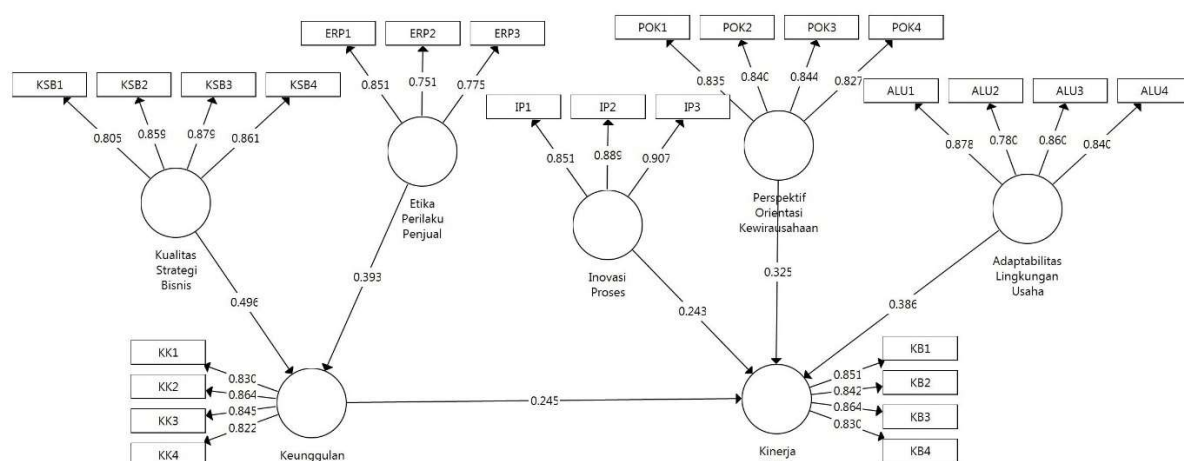 ERP1
ERP2
ERP3
0.851
0.751
0.775
Etika
Perilaku
Penjual
POK1
POK2
POK3
POK4
0.835
0.840
0.844
0.827
Perspektif
Orientasi
Kewirausahaan
KSB1
KSB2
KSB3
KSB4
0.805
0.859
0.879
0.861
Kualitas
Strategi
Bisnis
IP1
IP2
IP3
0.851
0.889
0.907
Inovasi
Proses
ALU1
ALU2
ALU3
ALU4
0.878
0.780
0.860
0.840
Adaptabilitas
Lingkungan
Usaha
0.496
0.393
0.243
0.325
0.386
KK1
KK2
KK3
KK4
0.830
0.864
0.845
0.822
Keunggulan
0.245
KB1
KB2
KB3
KB4
0.851
0.842
0.864
0.830
Kinerja